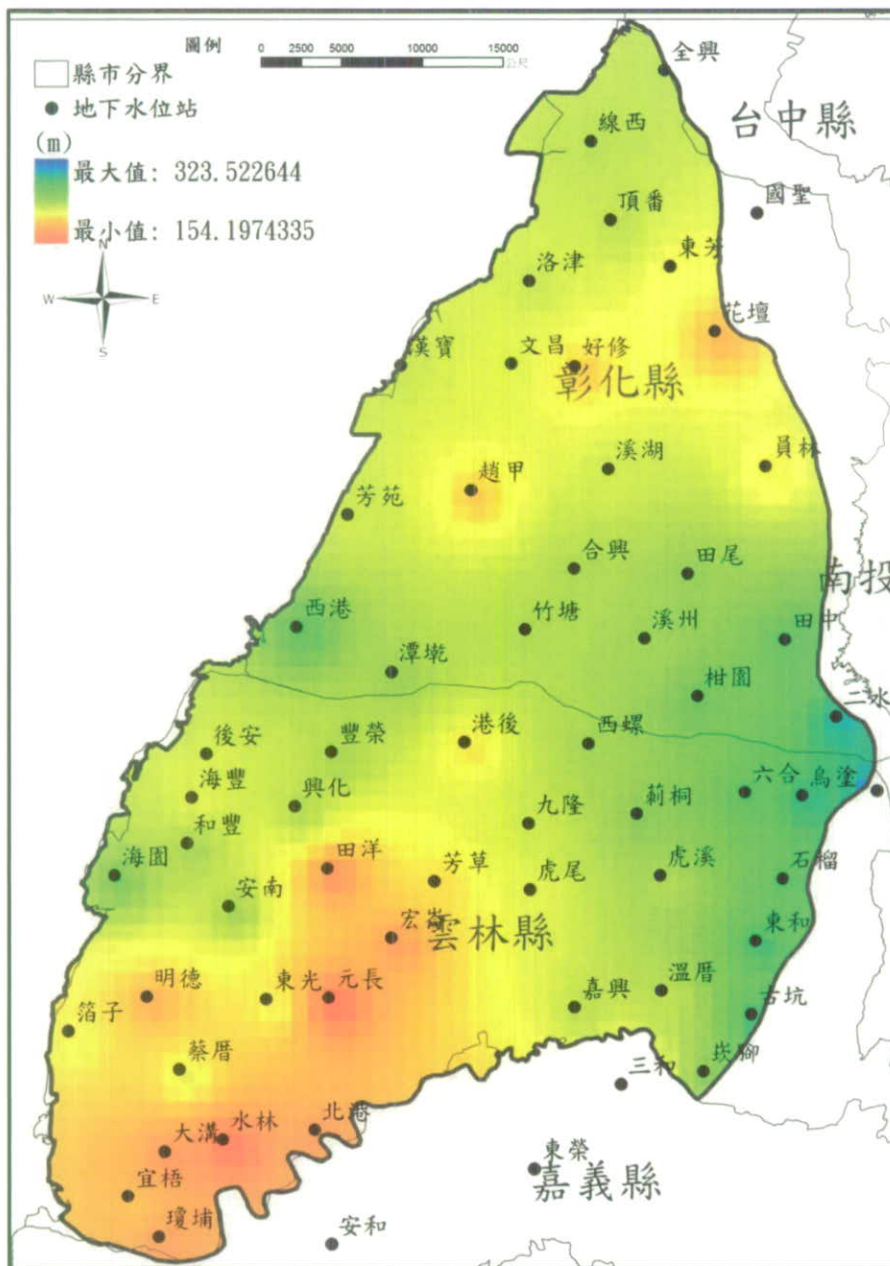 圖例
0 2500 5000 10000 15000
公尺
縣市分界
地下水位站
(m)
最大值: 323.522644
最小值: 154.1974335
N
W E
S
全興
台中縣
線西
國聖
頂番
東芳
洛津
花壇
漢寶
文昌 好修
彰化縣
員林
溪湖
趙甲
芳苑
合興 田尾
南投
西港 竹塘 溪州 田中
潭墘
柑園
二水
後安 豐榮 港後 西螺
海豐 興化 六合 烏塗
九隆 莿桐
和豐
海園 田洋 芳草 虎尾 虎溪 石榴
安南
宏崙
雲林縣
東和
明德 東光 元長 嘉興 溫厝
箔子 古坑
蔡厝 三和 崁腳
大溝 水林 北港
東榮
嘉義縣
宜梧
瓊埔 安和